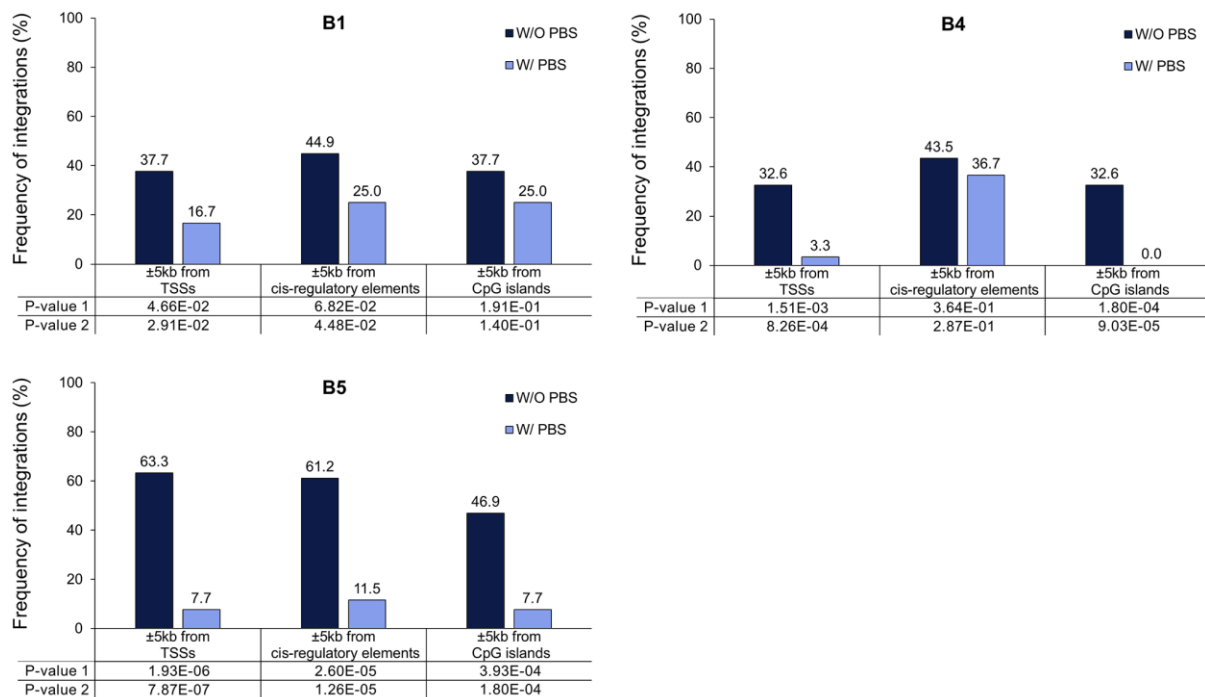 B1
Frequency of integrations (%)
100
80
60
40
20
0
W/O PBS
W/ PBS
37.7
16.7
44.9
25.0
37.7
25.0
±5kb from TSSs
±5kb from cis-regulatory elements
±5kb from CpG islands
P-value 1 4.66E-02 6.82E-02 1.91E-01
P-value 2 2.91E-02 4.48E-02 1.40E-01
B4
Frequency of integrations (%)
100
80
60
40
20
0
W/O PBS
W/ PBS
32.6
3.3
43.5
36.7
32.6
0.0
±5kb from TSSs
±5kb from cis-regulatory elements
±5kb from CpG islands
P-value 1 1.51E-03 3.64E-01 1.80E-04
P-value 2 8.26E-04 2.87E-01 9.03E-05
B5
Frequency of integrations (%)
100
80
60
40
20
0
W/O PBS
W/ PBS
63.3
7.7
61.2
11.5
46.9
7.7
±5kb from TSSs
±5kb from cis-regulatory elements
±5kb from CpG islands
P-value 1 1.93E-06 2.60E-05 3.93E-04
P-value 2 7.87E-07 1.26E-05 1.80E-04